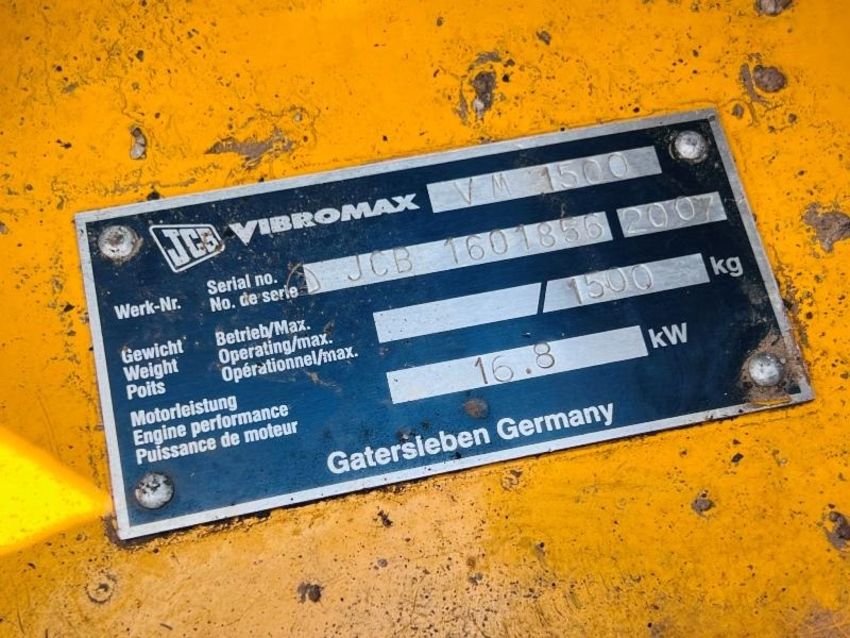 JCB VIBROMAX VM 1500
Werk-Nr. Serial no. No. de serie D JCB 1601856 2007
Gewicht Betrieb/Max.
Weight Operating/max. / 1500 kg
Poits Opérationnel/max.
Motorleistung
Engine performance 16.8 kW
Puissance de moteur
Gatersleben Germany